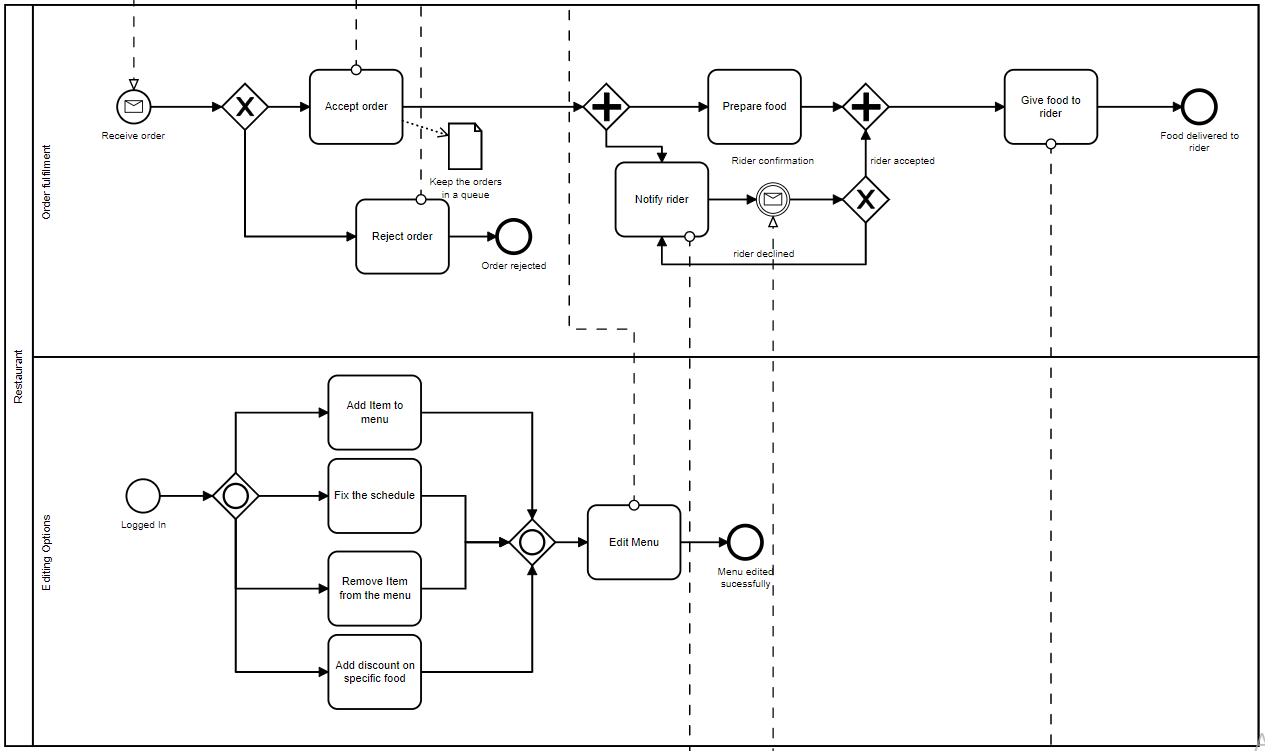 Restaurant
Order fulfilment
Receive order
Accept order
Keep the orders
in a queue
Reject order
Order rejected
Prepare food
Notify rider
Rider confirmation
rider accepted
rider declined
Give food to
rider
Food delivered to
rider
Editing Options
Logged In
Add Item to
menu
Fix the schedule
Remove Item
from the menu
Add discount on
specific food
Edit Menu
Menu edited
sucessfully